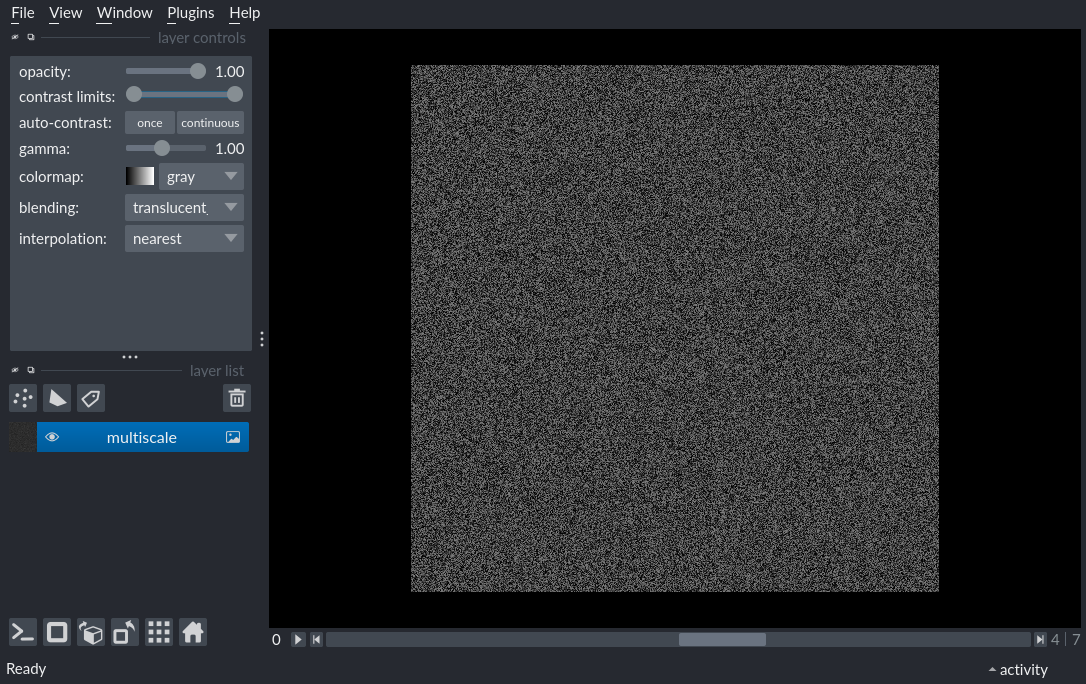 File View Window Plugins Help
layer controls
opacity: 1.00
contrast limits:
auto-contrast: once continuous
gamma: 1.00
colormap: gray
blending: translucent
interpolation: nearest
layer list
multiscale
0 4 | 7
Ready activity